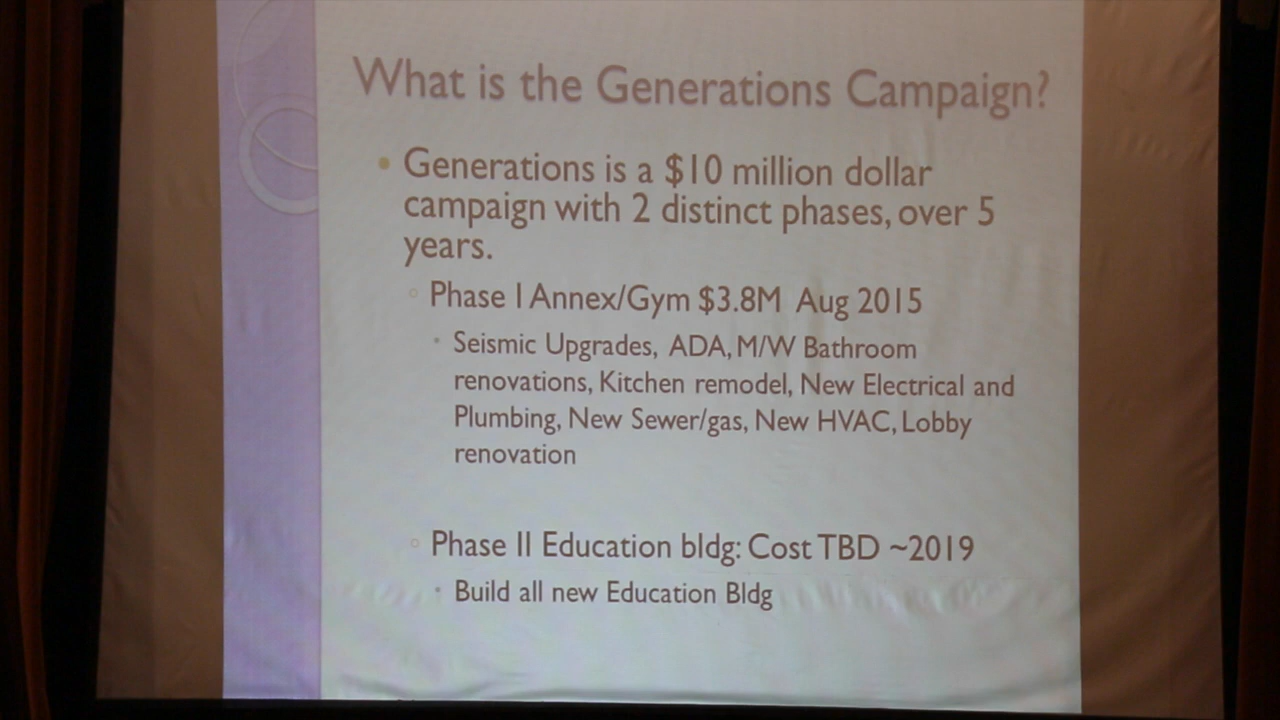 What is the Generations Campaign?
• Generations is a $10 million dollar
campaign with 2 distinct phases, over 5
years.
◦ Phase I Annex/Gym $3.8M Aug 2015
• Seismic Upgrades, ADA, M/W Bathroom
renovations, Kitchen remodel, New Electrical and
Plumbing, New Sewer/gas, New HVAC, Lobby
renovation
◦ Phase II Education bldg: Cost TBD ~2019
• Build all new Education Bldg